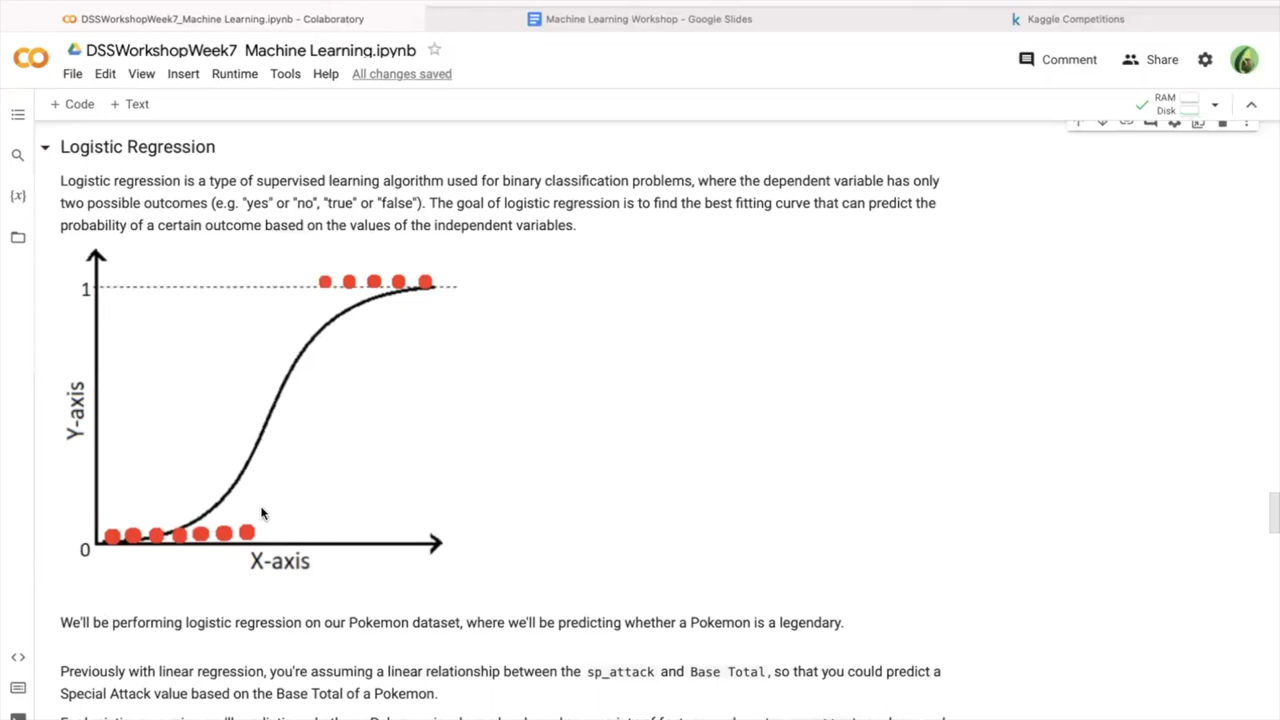 DSSWorkshopWeek7_Machine Learning.ipynb - Colaboratory
Machine Learning Workshop - Google Slides
Kaggle Competitions
DSSWorkshopWeek7 Machine Learning.ipynb
Comment
Share
File Edit View Insert Runtime Tools Help All changes saved
+ Code + Text
RAM
Disk
Logistic Regression
Logistic regression is a type of supervised learning algorithm used for binary classification problems, where the dependent variable has only
two possible outcomes (e.g. "yes" or "no", "true" or "false"). The goal of logistic regression is to find the best fitting curve that can predict the
probability of a certain outcome based on the values of the independent variables.
1
Y-axis
0
X-axis
We'll be performing logistic regression on our Pokemon dataset, where we'll be predicting whether a Pokemon is a legendary.
Previously with linear regression, you're assuming a linear relationship between the sp_attack and Base Total, so that you could predict a
Special Attack value based on the Base Total of a Pokemon.